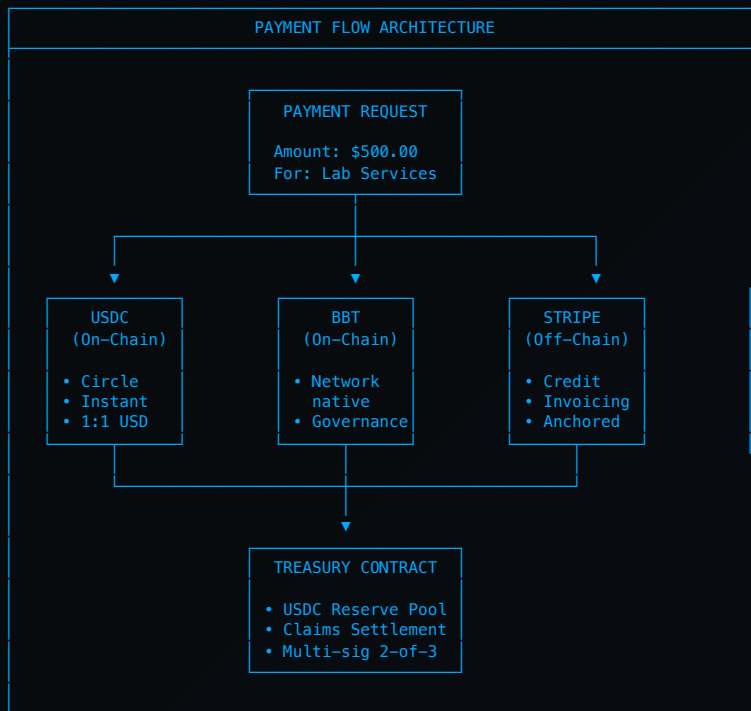 PAYMENT FLOW ARCHITECTURE
PAYMENT REQUEST
Amount: $500.00
For: Lab Services
USDC
(On-Chain)
• Circle
• Instant
• 1:1 USD
BBT
(On-Chain)
• Network
native
• Governance
STRIPE
(Off-Chain)
• Credit
• Invoicing
• Anchored
TREASURY CONTRACT
• USDC Reserve Pool
• Claims Settlement
• Multi-sig 2-of-3